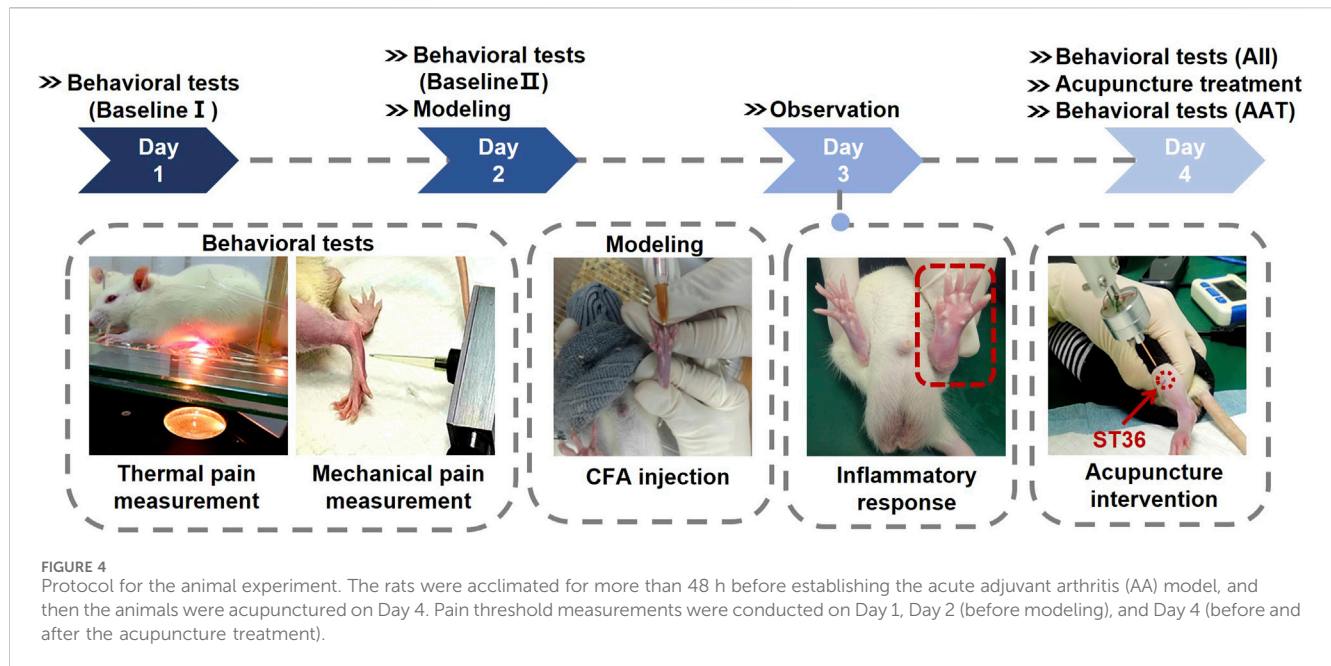 ≫ Behavioral tests
(Baseline Ⅰ)
≫ Behavioral tests
(Baseline Ⅱ)
≫ Modeling
≫ Observation
≫ Behavioral tests (AII)
≫ Acupuncture treatment
≫ Behavioral tests (AAT)
Day
1
Day
2
Day
3
Day
4
Behavioral tests
Thermal pain
measurement
Mechanical pain
measurement
Modeling
CFA injection
Inflammatory
response
ST36
Acupuncture
intervention
FIGURE 4
Protocol for the animal experiment. The rats were acclimated for more than 48 h before establishing the acute adjuvant arthritis (AA) model, and
then the animals were acupunctured on Day 4. Pain threshold measurements were conducted on Day 1, Day 2 (before modeling), and Day 4 (before and
after the acupuncture treatment).